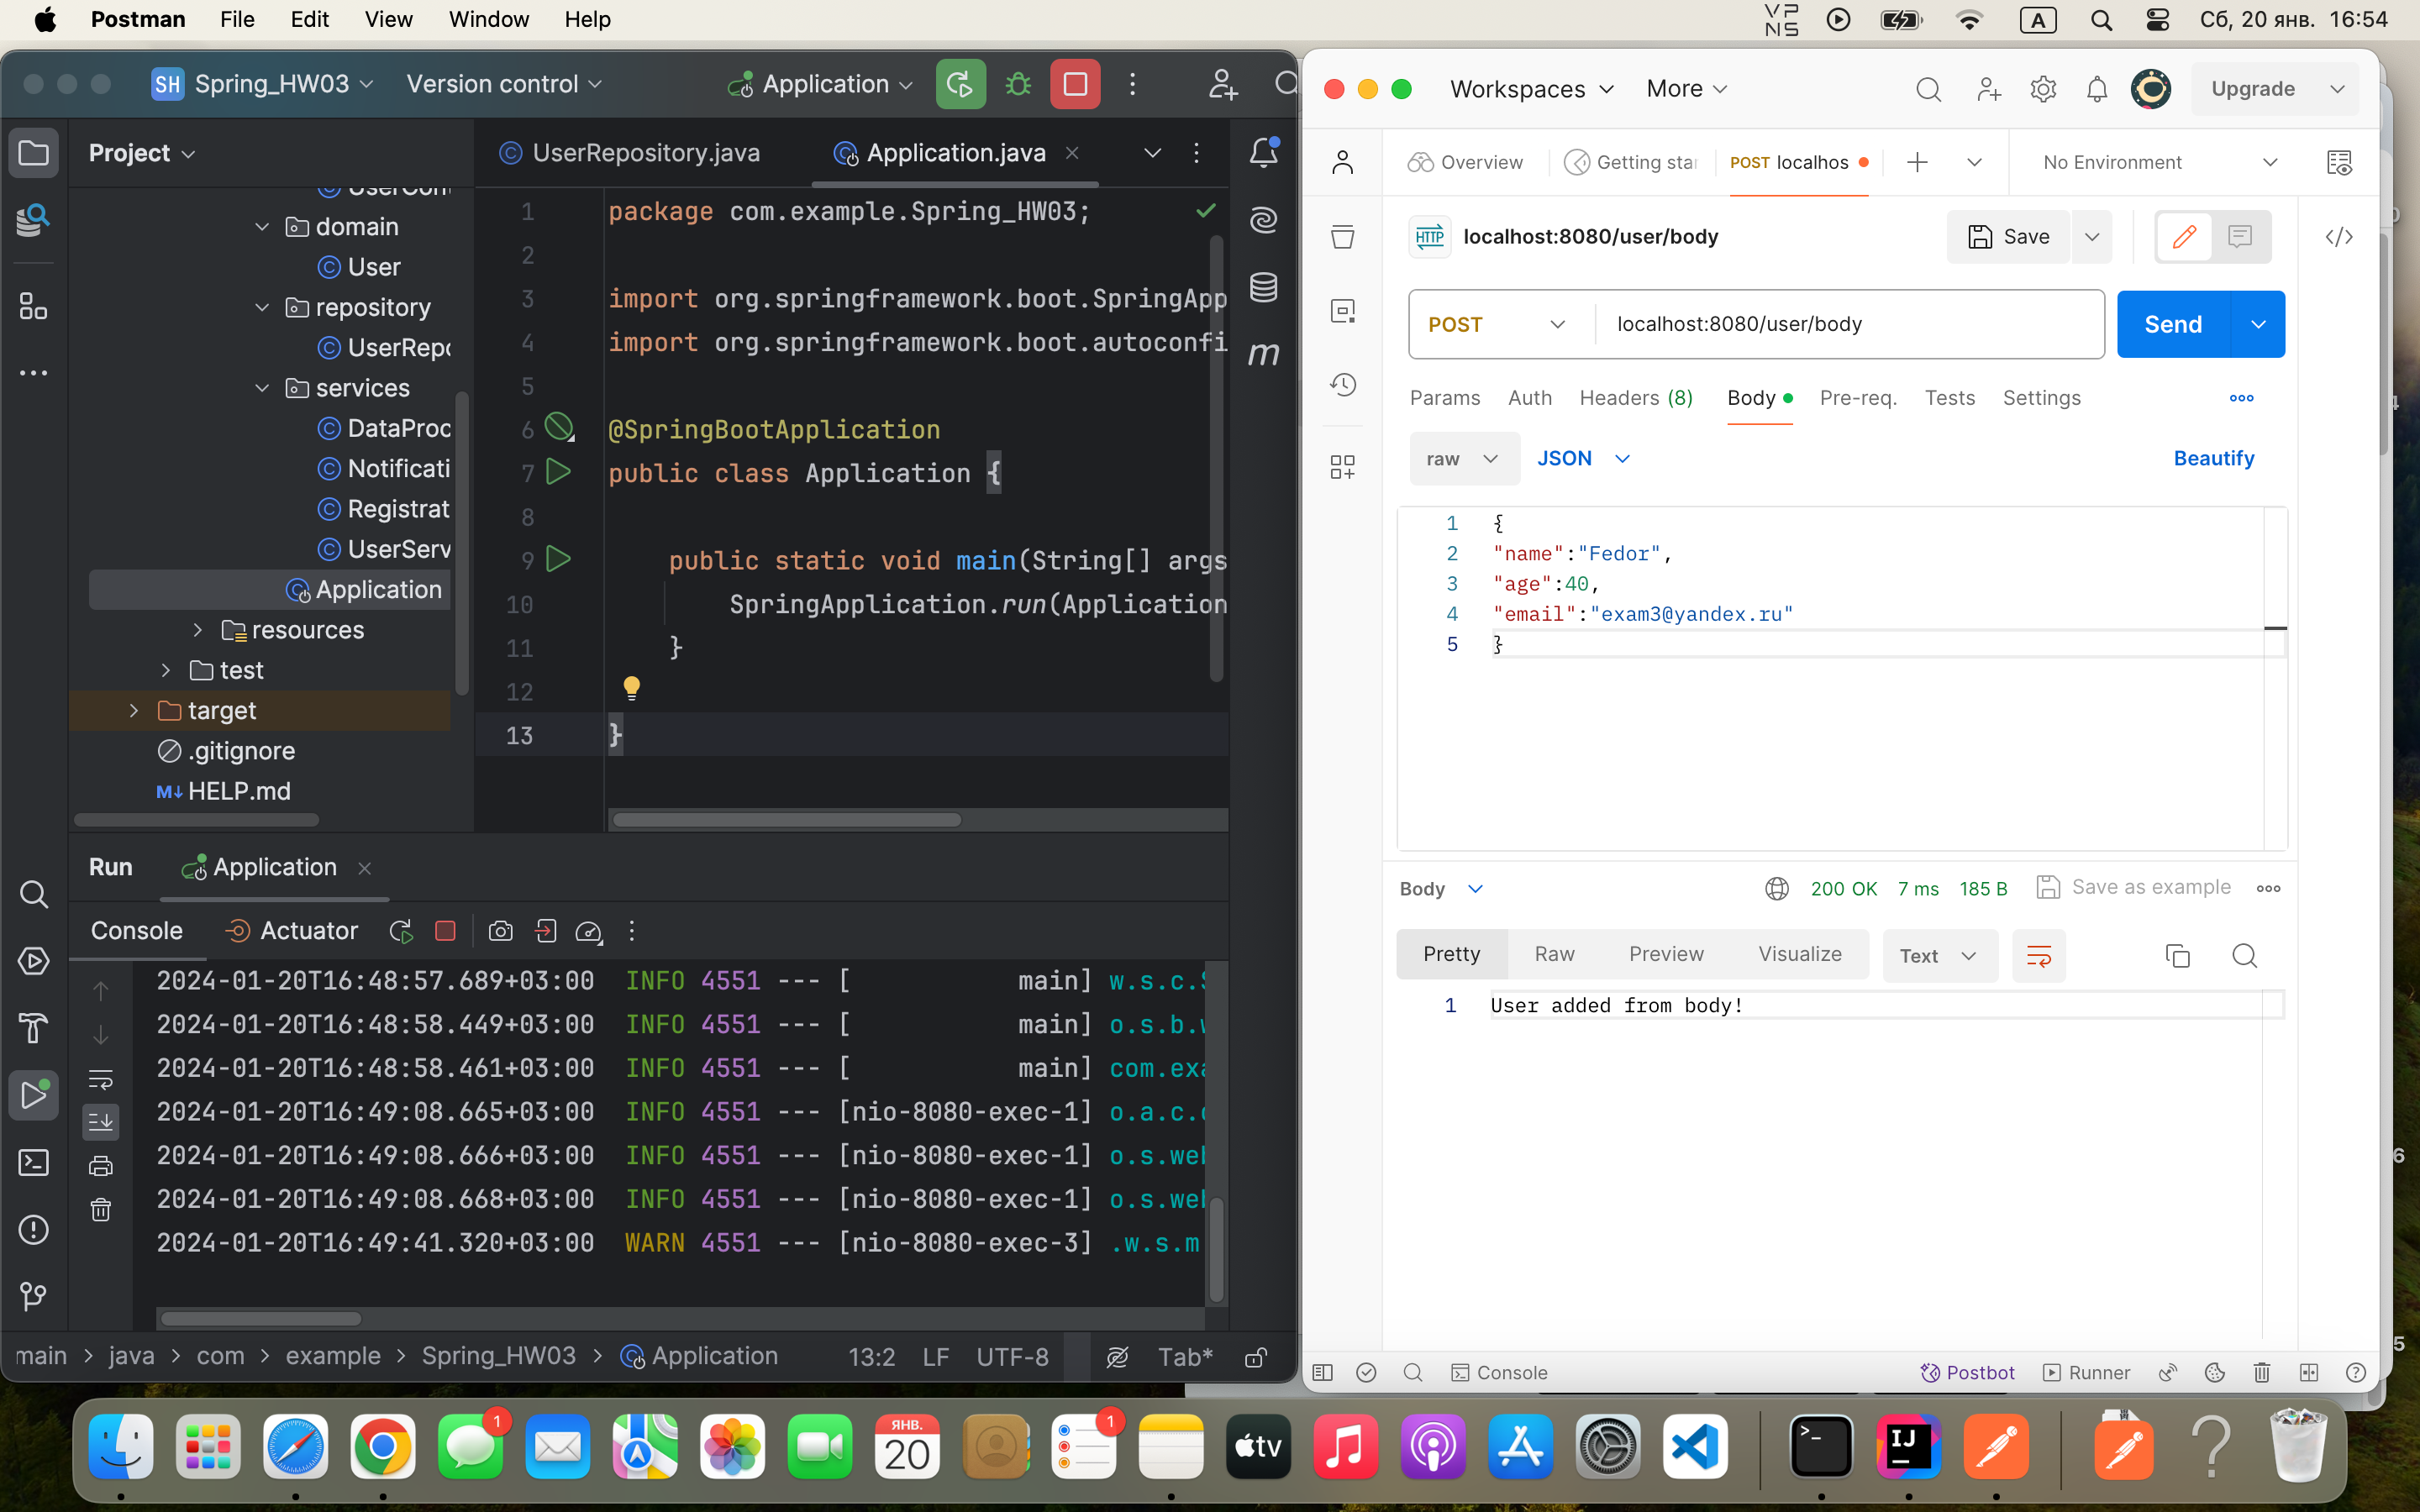 Postman File Edit View Window Help
VPNS A Сб, 20 янв. 16:54
SH Spring_HW03 Version control Application
Project
UserRepository.java Application.java
domain
User
repository
UserRepo
services
DataProc
Notificati
Registrat
UserServ
Application
resources
test
target
.gitignore
M↓ HELP.md
1 package com.example.Spring_HW03;
2
3 import org.springframework.boot.SpringApp
4 import org.springframework.boot.autoconfi
5
6 @SpringBootApplication
7 public class Application {
8
9 public static void main(String[] args
10 SpringApplication.run(Application
11 }
12
13 }
m
Run Application
Console Actuator
2024-01-20T16:48:57.689+03:00 INFO 4551 --- [ main] w.s.c.S
2024-01-20T16:48:58.449+03:00 INFO 4551 --- [ main] o.s.b.w
2024-01-20T16:48:58.461+03:00 INFO 4551 --- [ main] com.exa
2024-01-20T16:49:08.665+03:00 INFO 4551 --- [nio-8080-exec-1] o.a.c.c
2024-01-20T16:49:08.666+03:00 INFO 4551 --- [nio-8080-exec-1] o.s.web
2024-01-20T16:49:08.668+03:00 INFO 4551 --- [nio-8080-exec-1] o.s.web
2024-01-20T16:49:41.320+03:00 WARN 4551 --- [nio-8080-exec-3] .w.s.m
main > java > com > example > Spring_HW03 > Application 13:2 LF UTF-8 Tab*
Workspaces More Upgrade
Overview Getting star POST localhos No Environment
HTTP localhost:8080/user/body Save
POST localhost:8080/user/body Send
Params Auth Headers (8) Body Pre-req. Tests Settings
raw JSON Beautify
1 {
2 "name":"Fedor",
3 "age":40,
4 "email":"exam3@yandex.ru"
5 }
Body 200 OK 7 ms 185 B Save as example
Pretty Raw Preview Visualize Text
1 User added from body!
Console Postbot Runner
1
ЯНВ.
20
1
tv
IJ